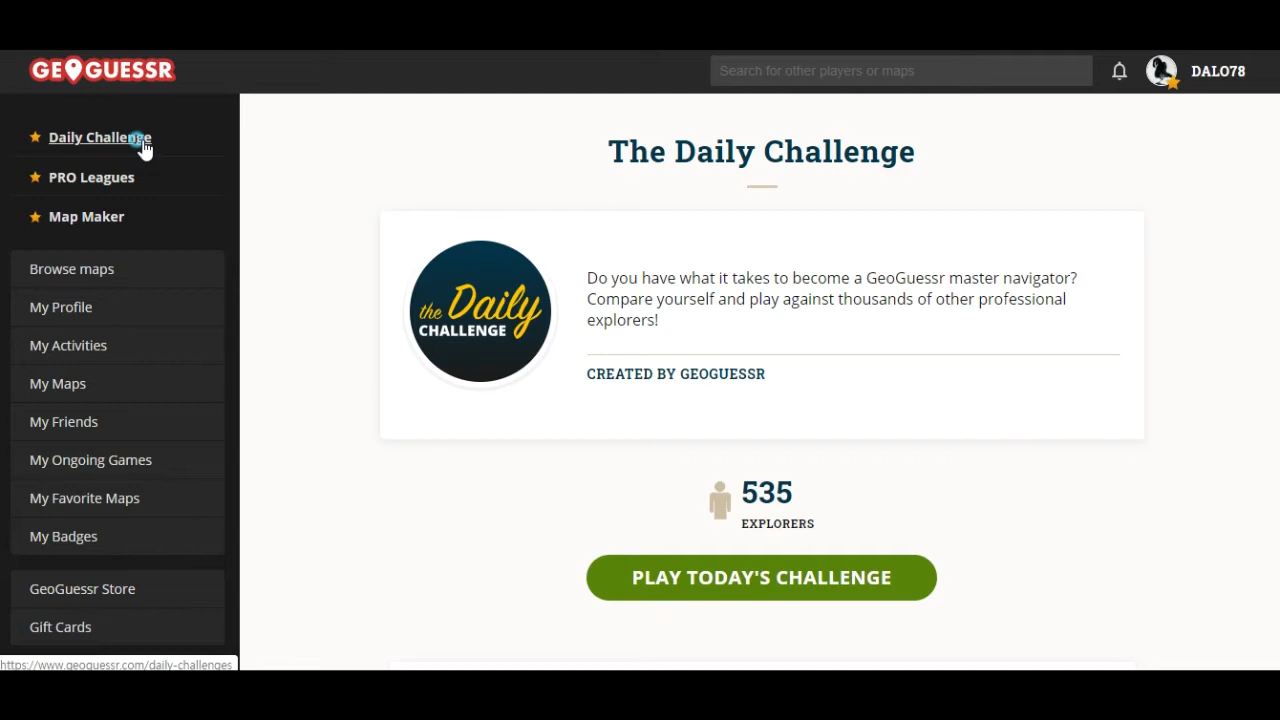 GEOGUESSR
Search for other players or maps
DALO78
Daily Challenge
PRO Leagues
Map Maker
Browse maps
My Profile
My Activities
My Maps
My Friends
My Ongoing Games
My Favorite Maps
My Badges
GeoGuessr Store
Gift Cards
https://www.geoguessr.com/daily-challenges
The Daily Challenge
the Daily
CHALLENGE
Do you have what it takes to become a GeoGuessr master navigator?
Compare yourself and play against thousands of other professional
explorers!
CREATED BY GEOGUESSR
535
EXPLORERS
PLAY TODAY'S CHALLENGE